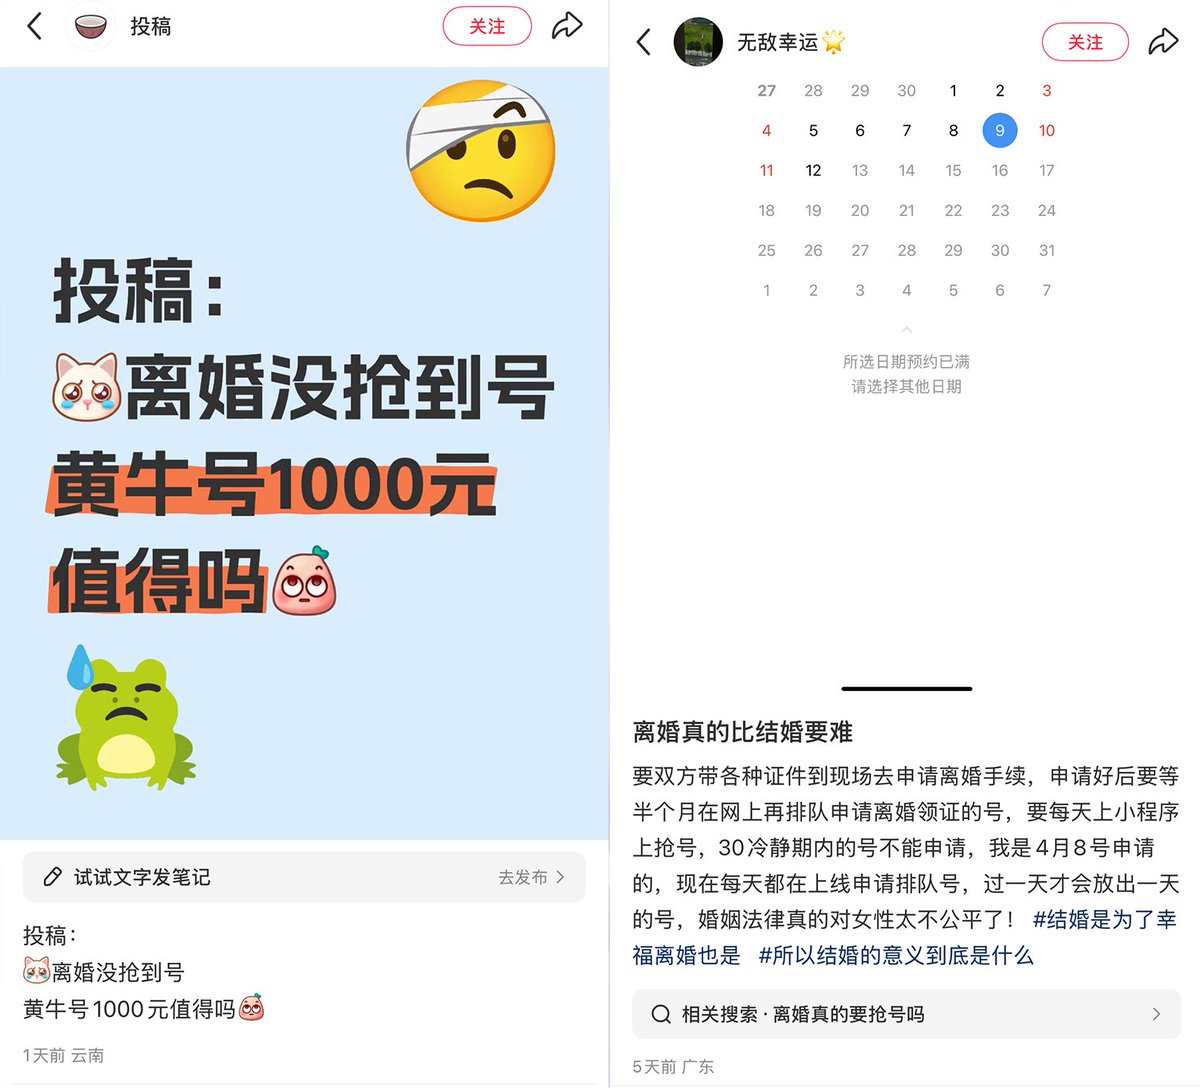 投稿
关注
投稿：
离婚没抢到号
黄牛号1000元
值得吗
试试文字发笔记
去发布
投稿：
离婚没抢到号
黄牛号1000元值得吗
1天前 云南
无敌幸运
关注
27 28 29 30 1 2 3
4 5 6 7 8 9 10
11 12 13 14 15 16 17
18 19 20 21 22 23 24
25 26 27 28 29 30 31
1 2 3 4 5 6 7
所选日期预约已满
请选择其他日期
离婚真的比结婚要难
要双方带各种证件到现场去申请离婚手续，申请好后要等
半个月在网上再排队申请离婚领证的号，要每天上小程序
上抢号，30冷静期内的号不能申请，我是4月8号申请
的，现在每天都在上线申请排队号，过一天才会放出一天
的号，婚姻法律真的对女性太不公平了！ #结婚是为了幸
福离婚也是 #所以结婚的意义到底是什么
相关搜索·离婚真的要抢号吗
5天前 广东